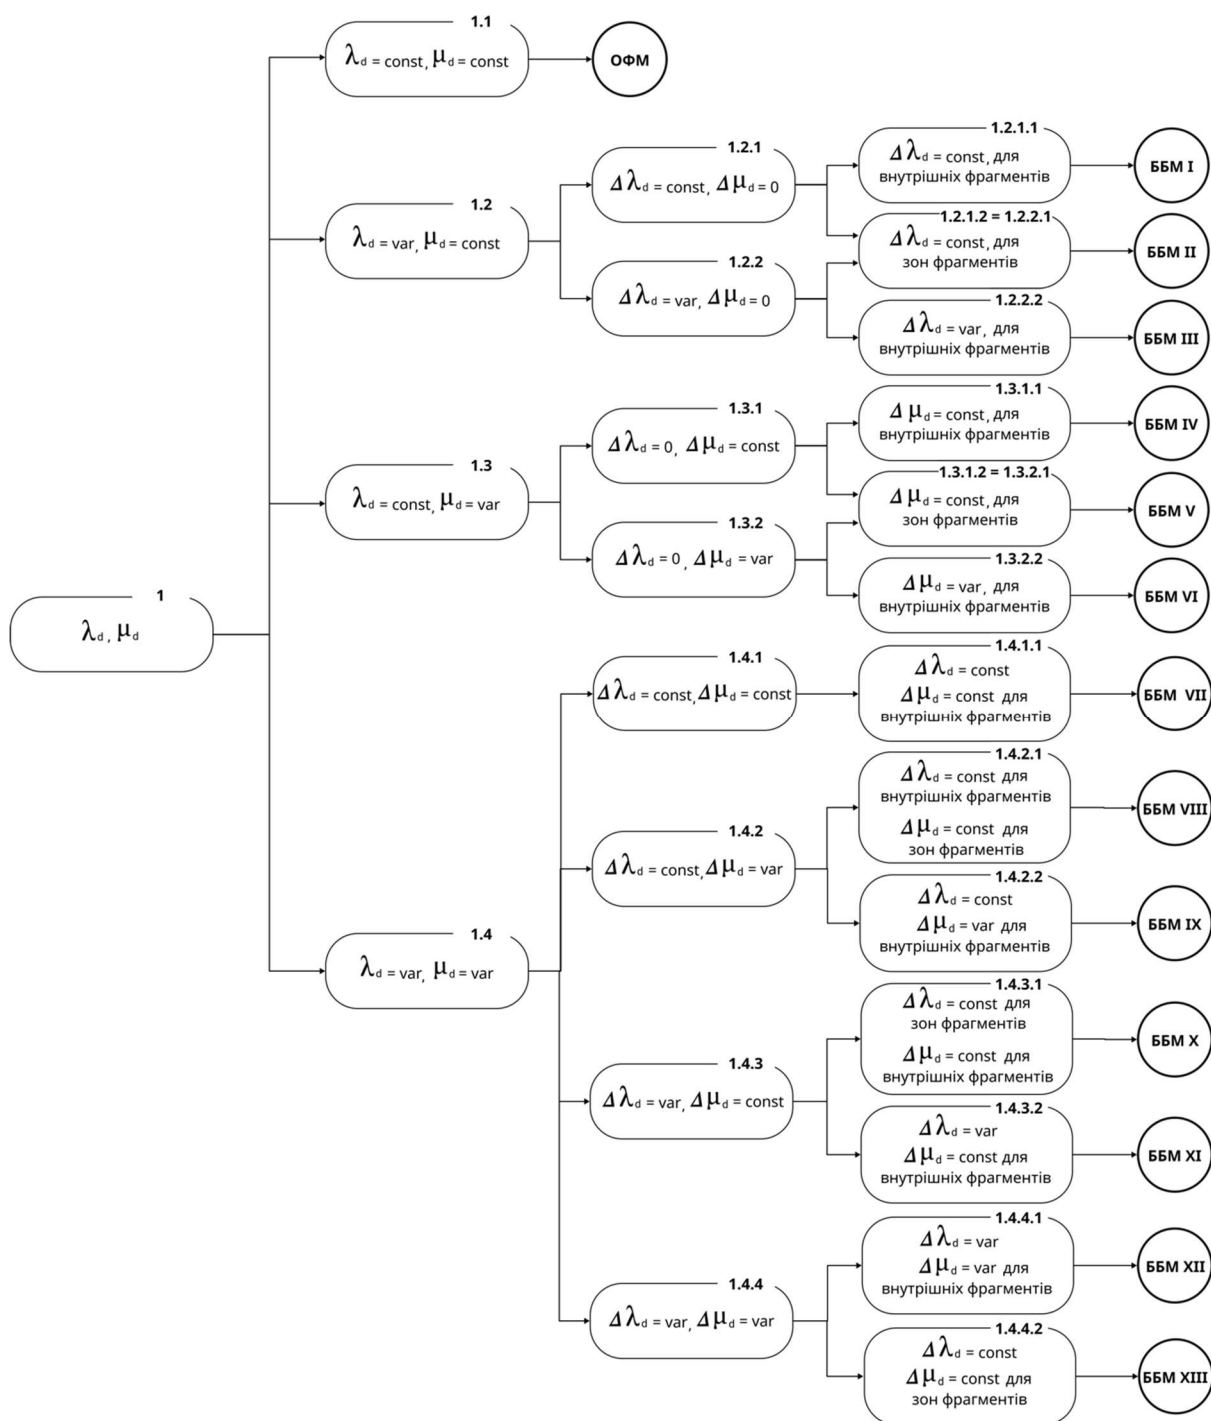 1.1
λd = const, μd = const
ОФМ
1.2.1.1
Δλd = const, для
внутрішніх фрагментів
ББМ I
1.2.1
Δλd = const, Δμd = 0
1.2
λd = var, μd = const
1.2.1.2 = 1.2.2.1
Δλd = const, для
зон фрагментів
ББМ II
1.2.2
Δλd = var, Δμd = 0
1.2.2.2
Δλd = var, для
внутрішніх фрагментів
ББМ III
1.3.1.1
Δμd = const, для
внутрішніх фрагментів
ББМ IV
1.3.1
Δλd = 0, Δμd = const
1.3
λd = const, μd = var
1.3.1.2 = 1.3.2.1
Δμd = const, для
зон фрагментів
ББМ V
1.3.2
Δλd = 0, Δμd = var
1.3.2.2
Δμd = var, для
внутрішніх фрагментів
ББМ VI
1
λd, μd
1.4.1
Δλd = const, Δμd = const
1.4.1.1
Δλd = const
Δμd = const для
внутрішніх фрагментів
ББМ VII
1.4.2.1
Δλd = const для
внутрішніх фрагментів
Δμd = const для
зон фрагментів
ББМ VIII
1.4.2
Δλd = const, Δμd = var
1.4.2.2
Δλd = const
Δμd = var для
внутрішніх фрагментів
ББМ IX
1.4
λd = var, μd = var
1.4.3.1
Δλd = const для
зон фрагментів
Δμd = const для
внутрішніх фрагментів
ББМ X
1.4.3
Δλd = var, Δμd = const
1.4.3.2
Δλd = var
Δμd = const для
внутрішніх фрагментів
ББМ XI
1.4.4.1
Δλd = var
Δμd = var для
внутрішніх фрагментів
ББМ XII
1.4.4
Δλd = var, Δμd = var
1.4.4.2
Δλd = const
Δμd = const для
зон фрагментів
ББМ XIII